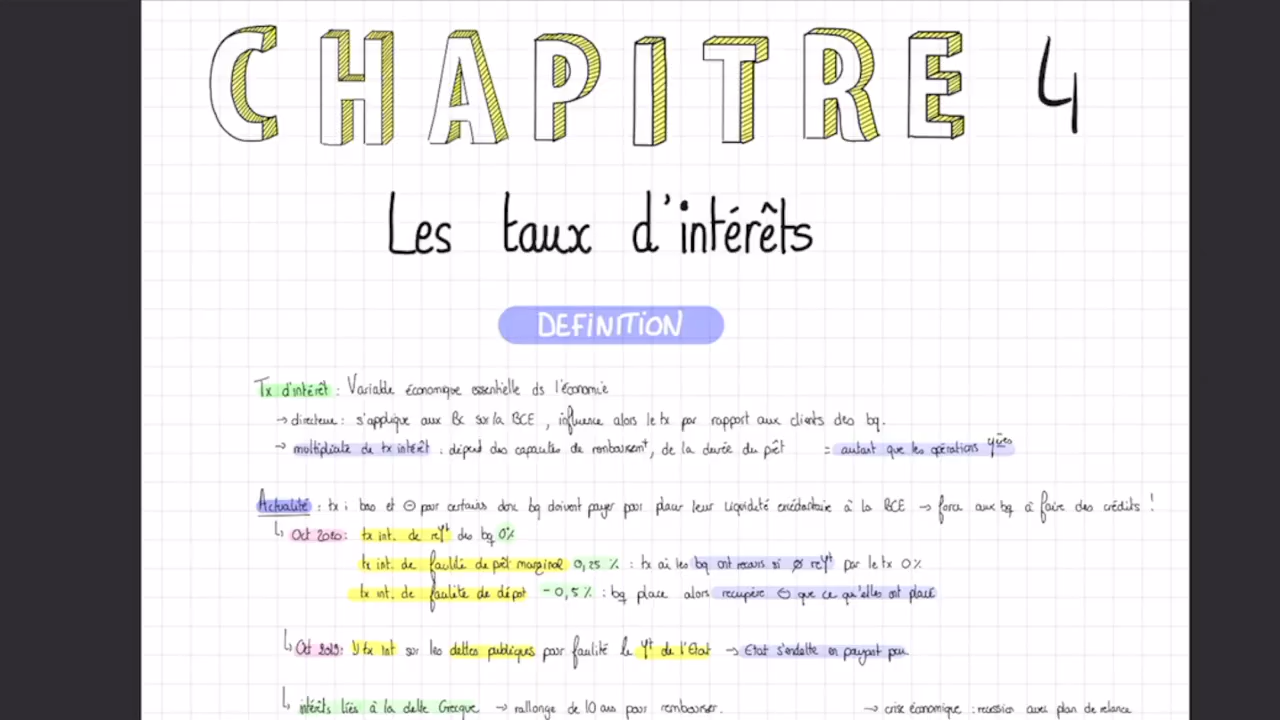 CHAPITRE 4
Les taux d'intérêts
DEFINITION
Tx d'intérêt : Variable économique essentielle ds l'économie
→ directeur : s'applique aux Bc sur la BCE , influence alors le tx par rapport aux clients des bq.
→ multiplicité de tx intérêt : dépend des capacités de rembours^t, de la durée du prêt = autant que les opérations
Actualité : tx i bas et ⊖ pour certains donc bq doivent payer pour placer leur liquidité excédentaire à la BCE → force aux bq à faire des crédits !
↳ Oct 2020 : tx int. de ref^t des bq 0%
tx int. de facilité de prêt marginal 0,25 % : tx où les bq ont recours si ∅ ref^t par le tx 0%
tx int. de facilité de dépôt - 0,5 % : bq place alors recupère ⊖ que ce qu'elles ont placé
↳ Oct 2019 : tx int sur les dettes publiques pour facilité le de l'Etat → Etat s'endette en payant peu
↳ intérêts liés à la dette Grecque → rallonge de 10 ans pour rembourser. → crise économique : recession avec plan de relance